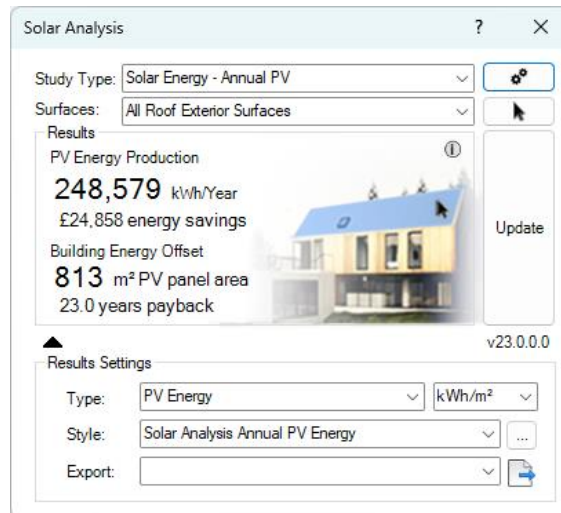 Solar Analysis ?
Study Type: Solar Energy - Annual PV
Surfaces: All Roof Exterior Surfaces
Results
PV Energy Production
248,579 kWh/Year
£24,858 energy savings
Building Energy Offset
813 m² PV panel area
23.0 years payback
Update
v23.0.0.0
Results Settings
Type: PV Energy kWh/m²
Style: Solar Analysis Annual PV Energy ...
Export: